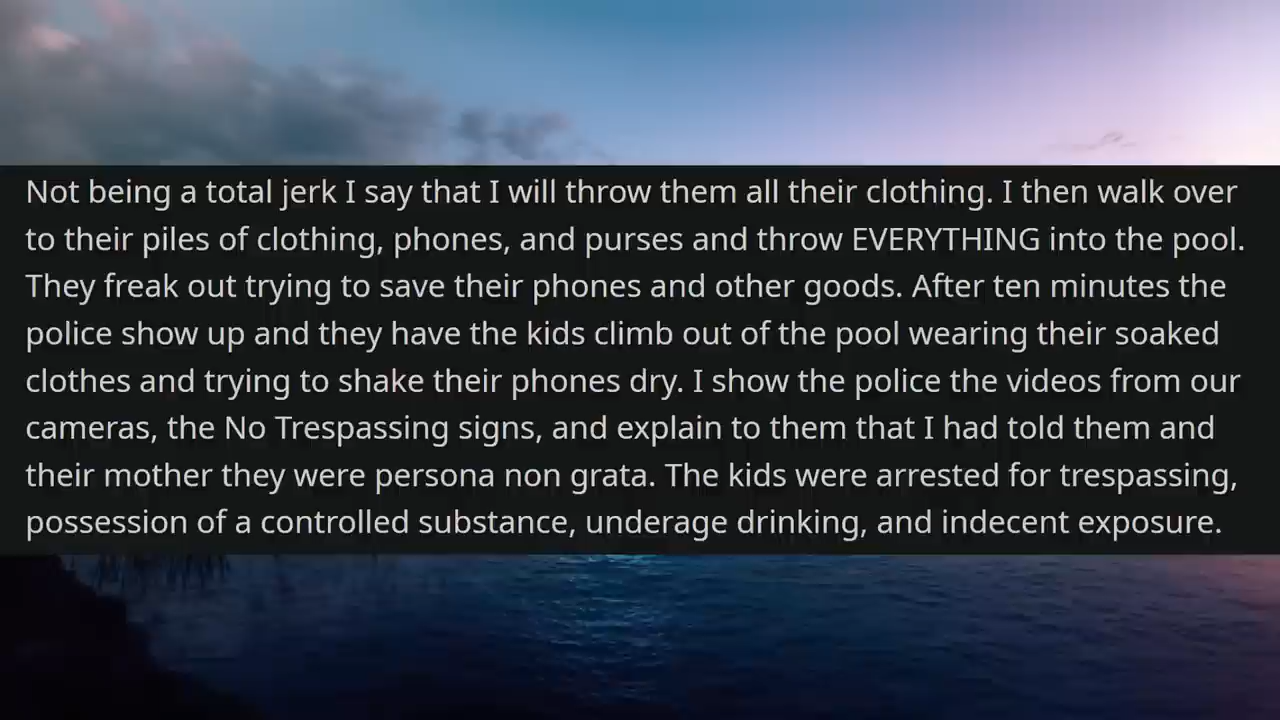 Not being a total jerk I say that I will throw them all their clothing. I then walk over
to their piles of clothing, phones, and purses and throw EVERYTHING into the pool.
They freak out trying to save their phones and other goods. After ten minutes the
police show up and they have the kids climb out of the pool wearing their soaked
clothes and trying to shake their phones dry. I show the police the videos from our
cameras, the No Trespassing signs, and explain to them that I had told them and
their mother they were persona non grata. The kids were arrested for trespassing,
possession of a controlled substance, underage drinking, and indecent exposure.